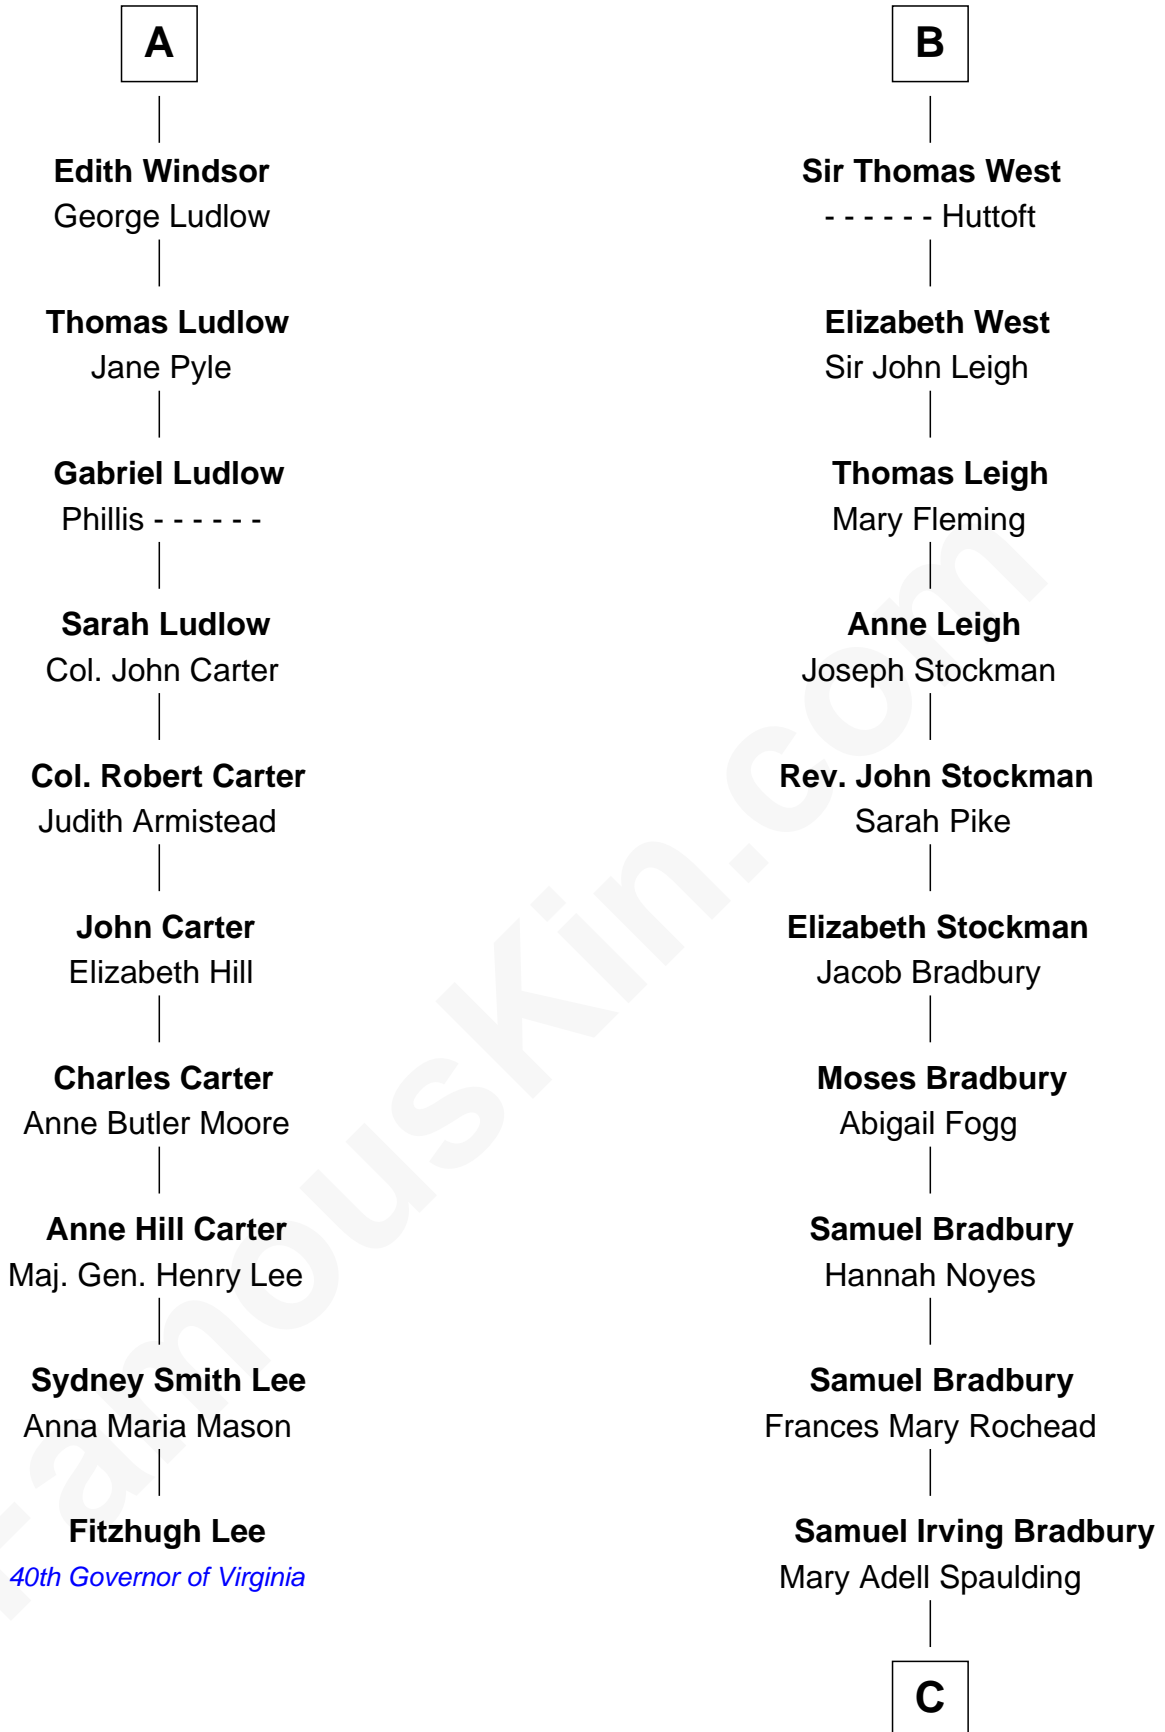 A
Edith Windsor
George Ludlow
Thomas Ludlow
Jane Pyle
Gabriel Ludlow
Phillis - - - - - -
Sarah Ludlow
Col. John Carter
Col. Robert Carter
Judith Armistead
John Carter
Elizabeth Hill
Charles Carter
Anne Butler Moore
Anne Hill Carter
Maj. Gen. Henry Lee
Sydney Smith Lee
Anna Maria Mason
Fitzhugh Lee
40th Governor of Virginia
B
Sir Thomas West
- - - - - - Huttoft
Elizabeth West
Sir John Leigh
Thomas Leigh
Mary Fleming
Anne Leigh
Joseph Stockman
Rev. John Stockman
Sarah Pike
Elizabeth Stockman
Jacob Bradbury
Moses Bradbury
Abigail Fogg
Samuel Bradbury
Hannah Noyes
Samuel Bradbury
Frances Mary Rochead
Samuel Irving Bradbury
Mary Adell Spaulding
C
FamousKin.com